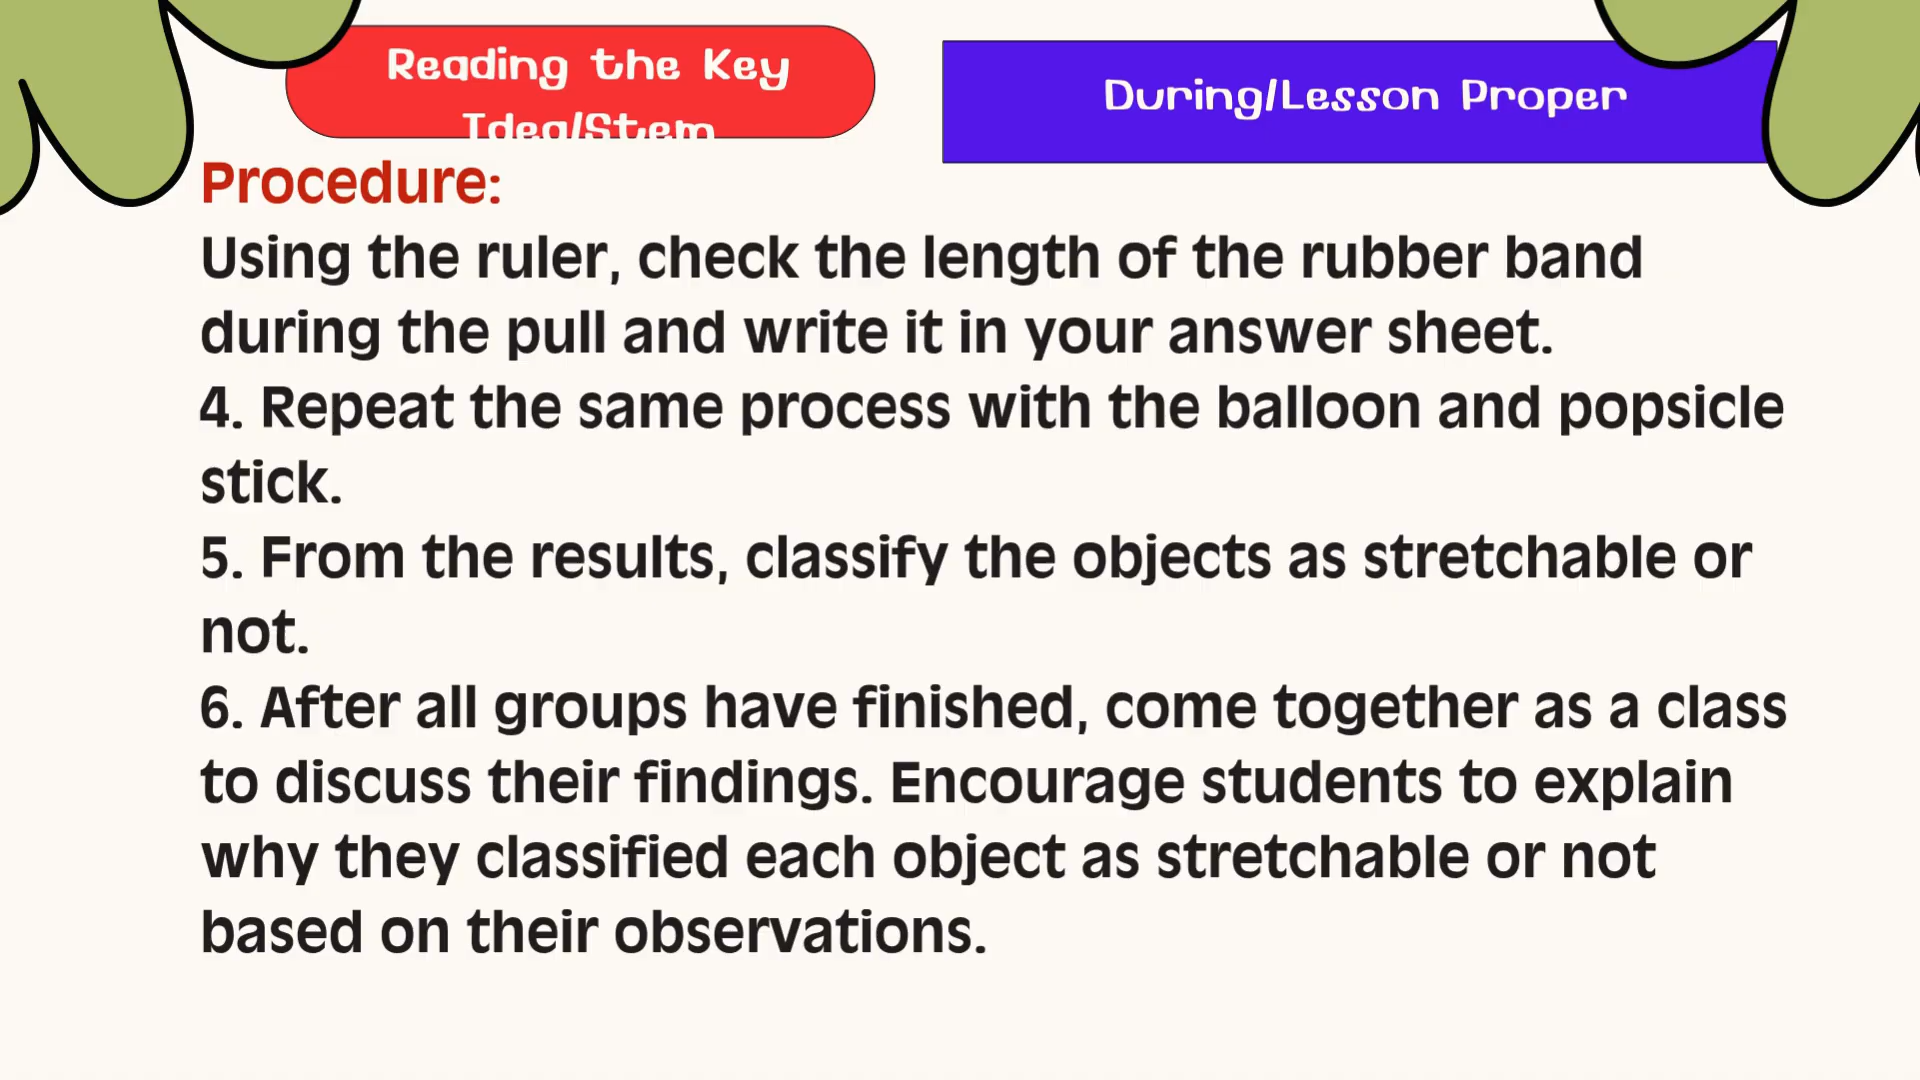 Reading the Key
Idea/Stem
During/Lesson Proper
Procedure:
Using the ruler, check the length of the rubber band
during the pull and write it in your answer sheet.
4. Repeat the same process with the balloon and popsicle
stick.
5. From the results, classify the objects as stretchable or
not.
6. After all groups have finished, come together as a class
to discuss their findings. Encourage students to explain
why they classified each object as stretchable or not
based on their observations.